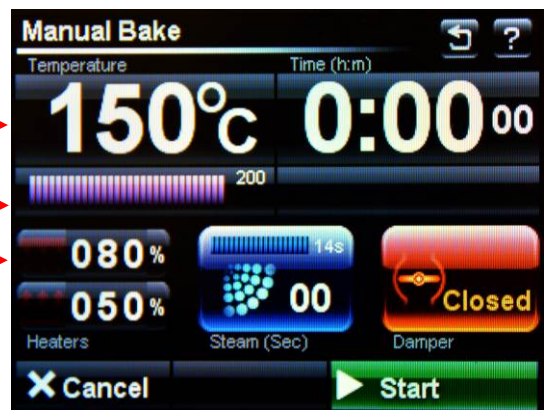 Manual Bake
?
Temperature
Time (h:m)
150°C
0:00 00
200
080%
050%
14s
00
Closed
Heaters
Steam (Sec)
Damper
Cancel
Start